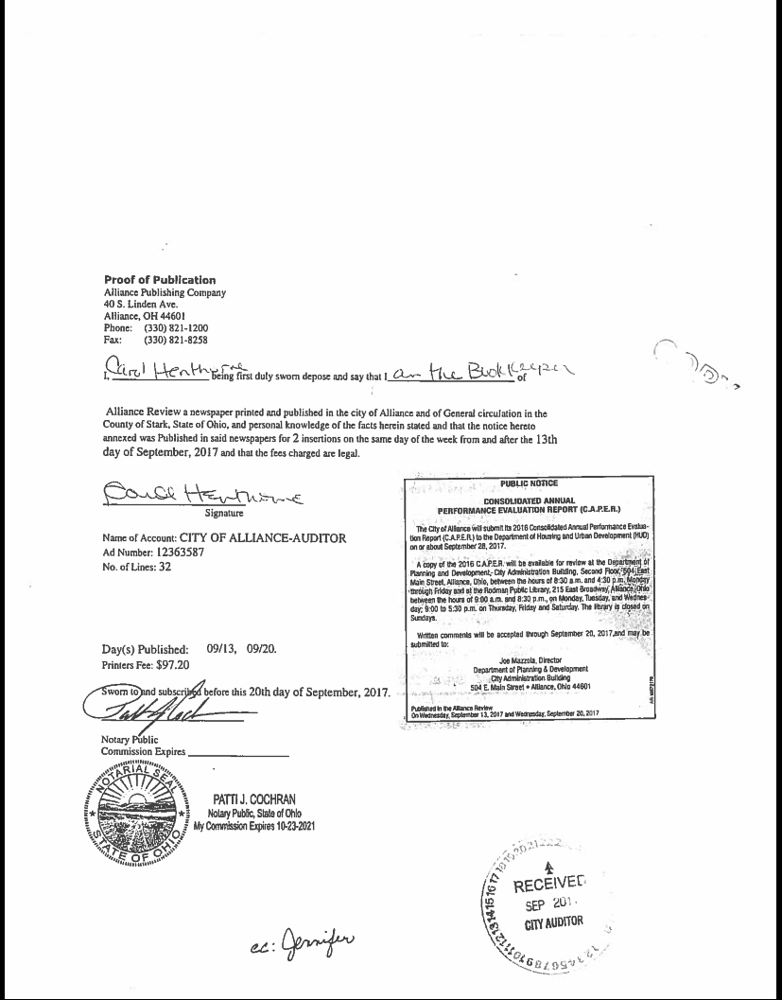 Proof of Publication
Alliance Publishing Company
40 S. Linden Ave.
Alliance, OH 44601
Phone: (330) 821-1200
Fax: (330) 821-8258
I, Carol Henthorne being first duly sworn depose and say that I am the Bookkeeper of
Alliance Review a newspaper printed and published in the city of Alliance and of General circulation in the
County of Stark, State of Ohio, and personal knowledge of the facts herein stated and that the notice hereto
annexed was Published in said newspapers for 2 insertions on the same day of the week from and after the 13th
day of September, 2017 and that the fees charged are legal.
Carol Henthorne
Signature
Name of Account: CITY OF ALLIANCE-AUDITOR
Ad Number: 12363587
No. of Lines: 32
Day(s) Published: 09/13, 09/20.
Printers Fee: $97.20
Sworn to and subscribed before this 20th day of September, 2017.
Notary Public
Commission Expires
NOTARIAL SEAL
STATE OF OHIO
PATTI J. COCHRAN
Notary Public, State of Ohio
My Commission Expires 10-23-2021
PUBLIC NOTICE
CONSOLIDATED ANNUAL
PERFORMANCE EVALUATION REPORT (C.A.P.E.R.)
The City of Alliance will submit its 2016 Consolidated Annual Performance Evalua-
tion Report (C.A.P.E.R.) to the Department of Housing and Urban Development (HUD)
on or about September 28, 2017.
A copy of the 2016 C.A.P.E.R. will be available for review at the Department of
Planning and Development, City Administration Building, Second Floor, 504 East
Main Street, Alliance, Ohio, between the hours of 8:30 a.m. and 4:30 p.m. Monday
through Friday and at the Rodman Public Library, 215 East Broadway, Alliance, Ohio
between the hours of 9:00 a.m. and 8:30 p.m., on Monday, Tuesday, and Wednes-
day; 9:00 to 5:30 p.m. on Thursday, Friday and Saturday. The library is closed on
Sundays.
Written comments will be accepted through September 20, 2017,and may be
submitted to:
Joe Mazzola, Director
Department of Planning & Development
City Administration Building
504 E. Main Street • Alliance, Ohio 44601
Published in the Alliance Review
On Wednesday, September 13, 2017 and Wednesday, September 20, 2017
RECEIVED
SEP 201
CITY AUDITOR
cc: Jennifer